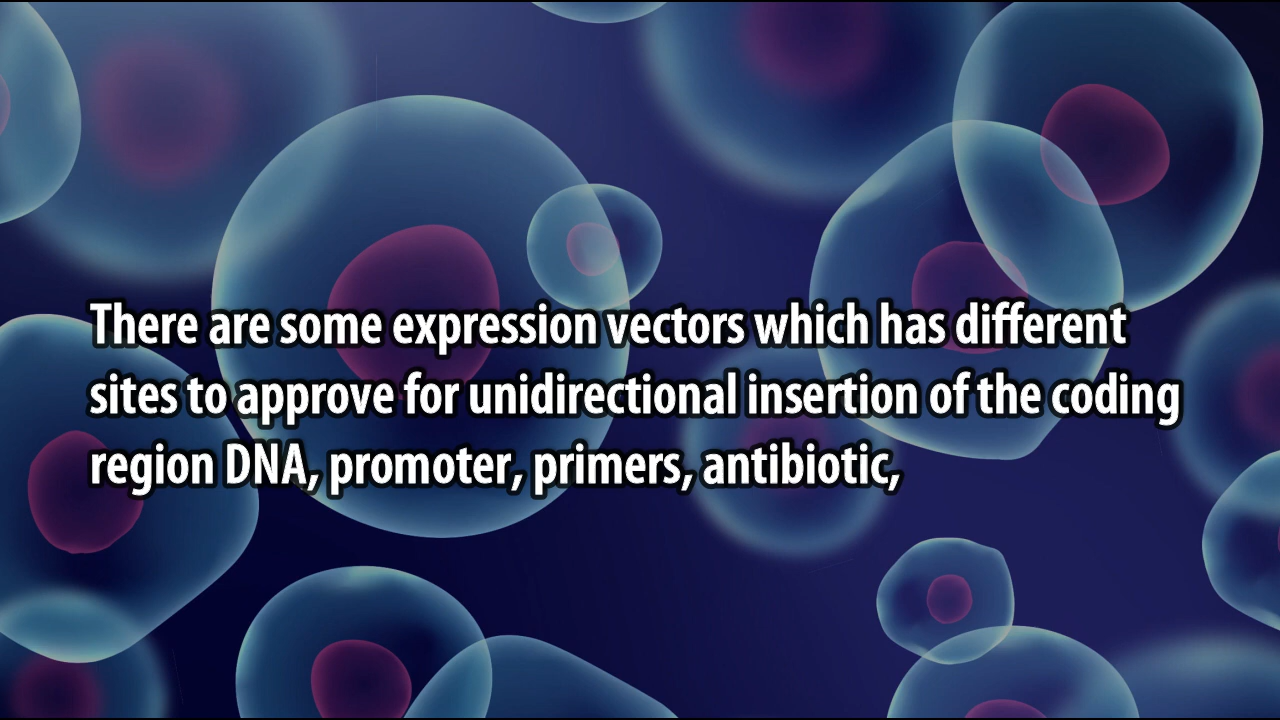 There are some expression vectors which has different
sites to approve for unidirectional insertion of the coding
region DNA, promoter, primers, antibiotic,